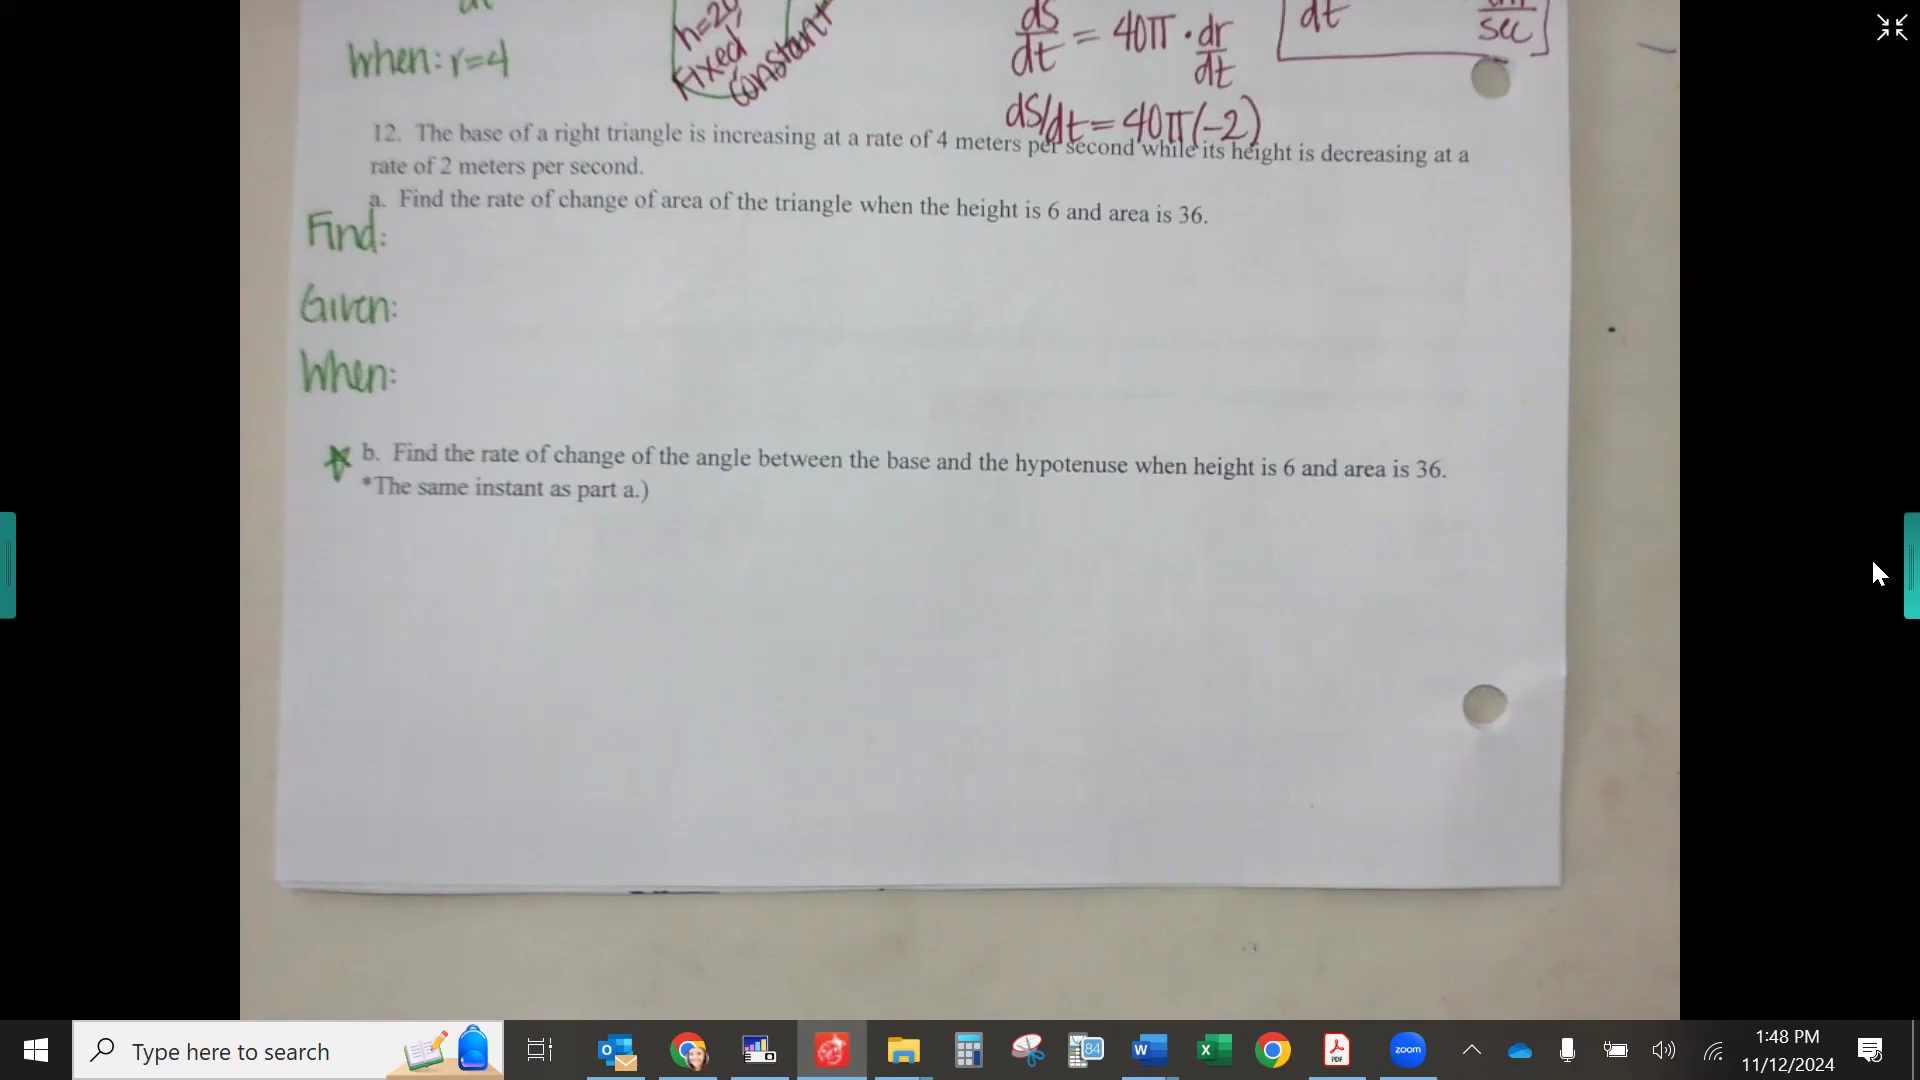 When: r=4
h=20
Fixed
Constant
ds/dt = 40π · dr/dt
dt
sec
dS/dt = 40π(-2)
12. The base of a right triangle is increasing at a rate of 4 meters per second while its height is decreasing at a
rate of 2 meters per second.
a. Find the rate of change of area of the triangle when the height is 6 and area is 36.
Find:
Given:
When:
b. Find the rate of change of the angle between the base and the hypotenuse when height is 6 and area is 36.
*The same instant as part a.)
Type here to search
84
zoom
PDF
1:48 PM
11/12/2024